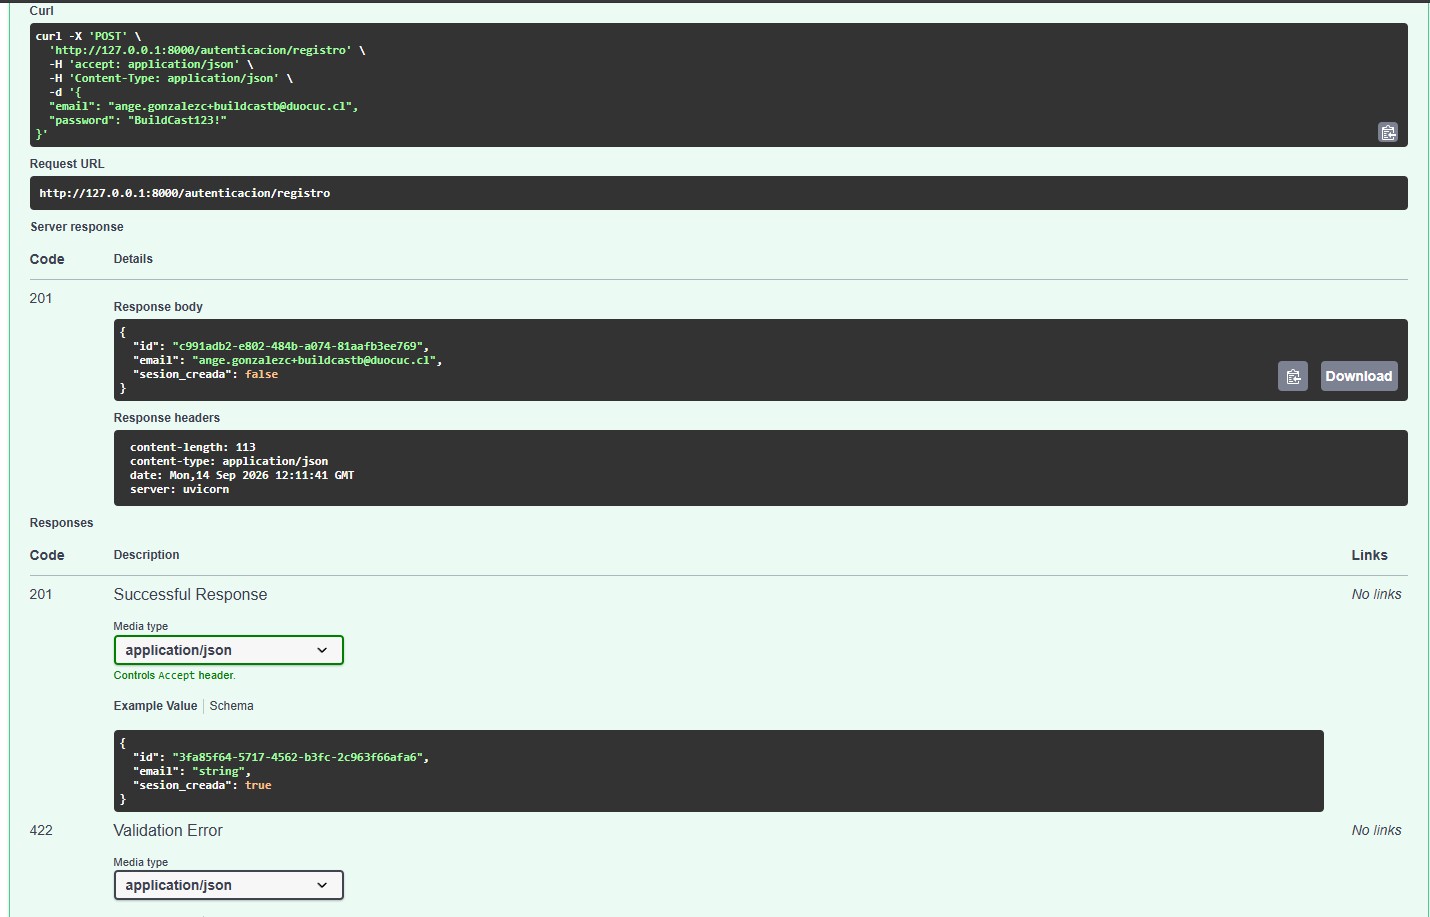 Curl
curl -X 'POST' \
  'http://127.0.0.1:8000/autenticacion/registro' \
  -H 'accept: application/json' \
  -H 'Content-Type: application/json' \
  -d '{
  "email": "ange.gonzalezc+buildcastb@duocuc.cl",
  "password": "BuildCast123!"
}'
Request URL
http://127.0.0.1:8000/autenticacion/registro
Server response
Code Details
201
Response body
{
  "id": "c991adb2-e802-484b-a074-81aafb3ee769",
  "email": "ange.gonzalezc+buildcastb@duocuc.cl",
  "sesion_creada": false
}
Download
Response headers
content-length: 113
content-type: application/json
date: Mon,14 Sep 2026 12:11:41 GMT
server: uvicorn
Responses
Code Description Links
201 Successful Response No links
Media type
application/json
Controls Accept header.
Example Value Schema
{
  "id": "3fa85f64-5717-4562-b3fc-2c963f66afa6",
  "email": "string",
  "sesion_creada": true
}
422 Validation Error No links
Media type
application/json